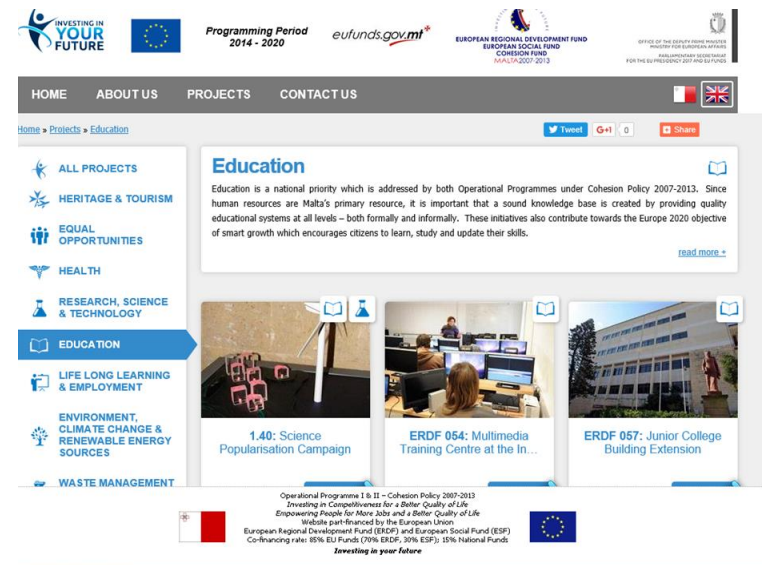 INVESTING IN
YOUR
FUTURE
Programming Period
2014 - 2020
eufunds.gov.mt
EUROPEAN REGIONAL DEVELOPMENT FUND
EUROPEAN SOCIAL FUND
COHESION FUND
MALTA2007-2013
OFFICE OF THE DEPUTY PRIME MINISTER
MINISTRY FOR EUROPEAN AFFAIRS
PARLIAMENTARY SECRETARIAT
FOR THE EU PRESIDENCY 2017 AND EU FUNDS
HOME ABOUT US PROJECTS CONTACT US
Home » Projects » Education
Tweet G+1 0 Share
ALL PROJECTS
HERITAGE & TOURISM
EQUAL
OPPORTUNITIES
HEALTH
RESEARCH, SCIENCE
& TECHNOLOGY
EDUCATION
LIFE LONG LEARNING
& EMPLOYMENT
ENVIRONMENT,
CLIMATE CHANGE &
RENEWABLE ENERGY
SOURCES
WASTE MANAGEMENT
Education
Education is a national priority which is addressed by both Operational Programmes under Cohesion Policy 2007-2013. Since
human resources are Malta's primary resource, it is important that a sound knowledge base is created by providing quality
educational systems at all levels – both formally and informally. These initiatives also contribute towards the Europe 2020 objective
of smart growth which encourages citizens to learn, study and update their skills.
read more +
1.40: Science
Popularisation Campaign
ERDF 054: Multimedia
Training Centre at the In...
ERDF 057: Junior College
Building Extension
Operational Programme I & II – Cohesion Policy 2007-2013
Investing in Competitiveness for a Better Quality of Life
Empowering People for More Jobs and a Better Quality of Life
Website part-financed by the European Union
European Regional Development Fund (ERDF) and European Social Fund (ESF)
Co-financing rate: 85% EU Funds (70% ERDF, 30% ESF); 15% National Funds
Investing in your future